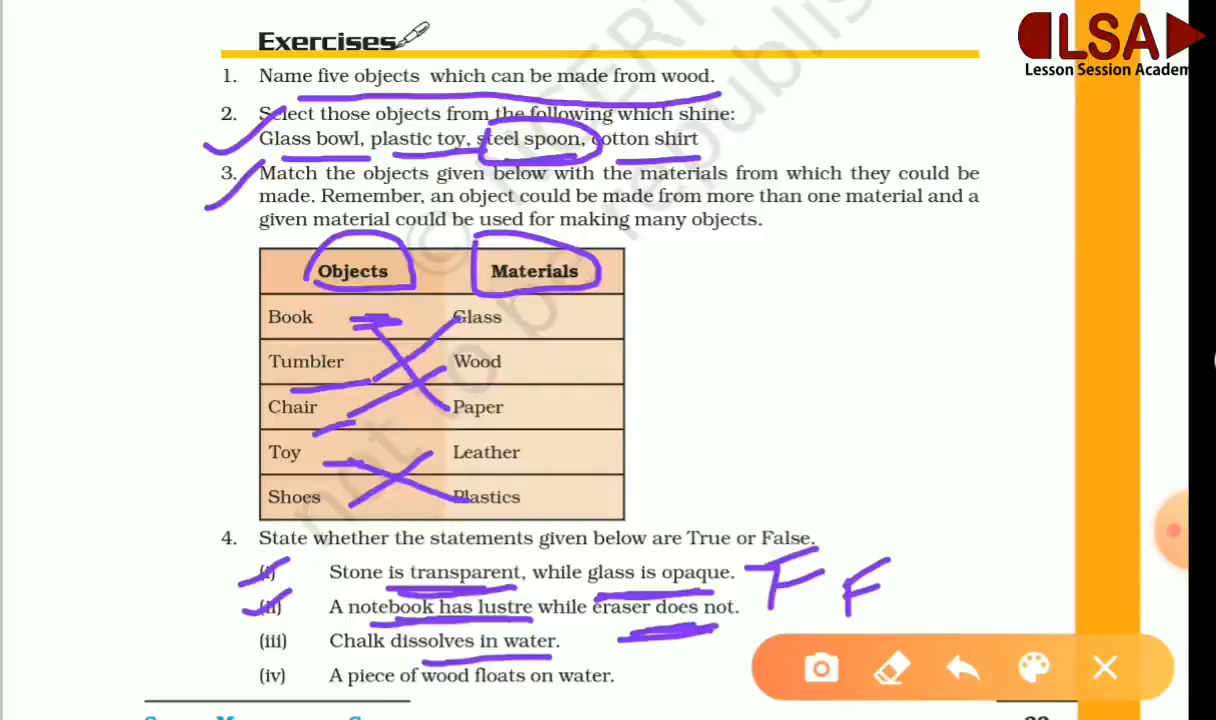 LSA
Lesson Session Academ
Exercises
1. Name five objects which can be made from wood.
2. Select those objects from the following which shine:
Glass bowl, plastic toy, steel spoon, cotton shirt
3. Match the objects given below with the materials from which they could be
made. Remember, an object could be made from more than one material and a
given material could be used for making many objects.
Objects Materials
Book Glass
Tumbler Wood
Chair Paper
Toy Leather
Shoes Plastics
4. State whether the statements given below are True or False.
(i) Stone is transparent, while glass is opaque. F F
(ii) A notebook has lustre while eraser does not.
(iii) Chalk dissolves in water.
(iv) A piece of wood floats on water.
© NCERT
not to be republis